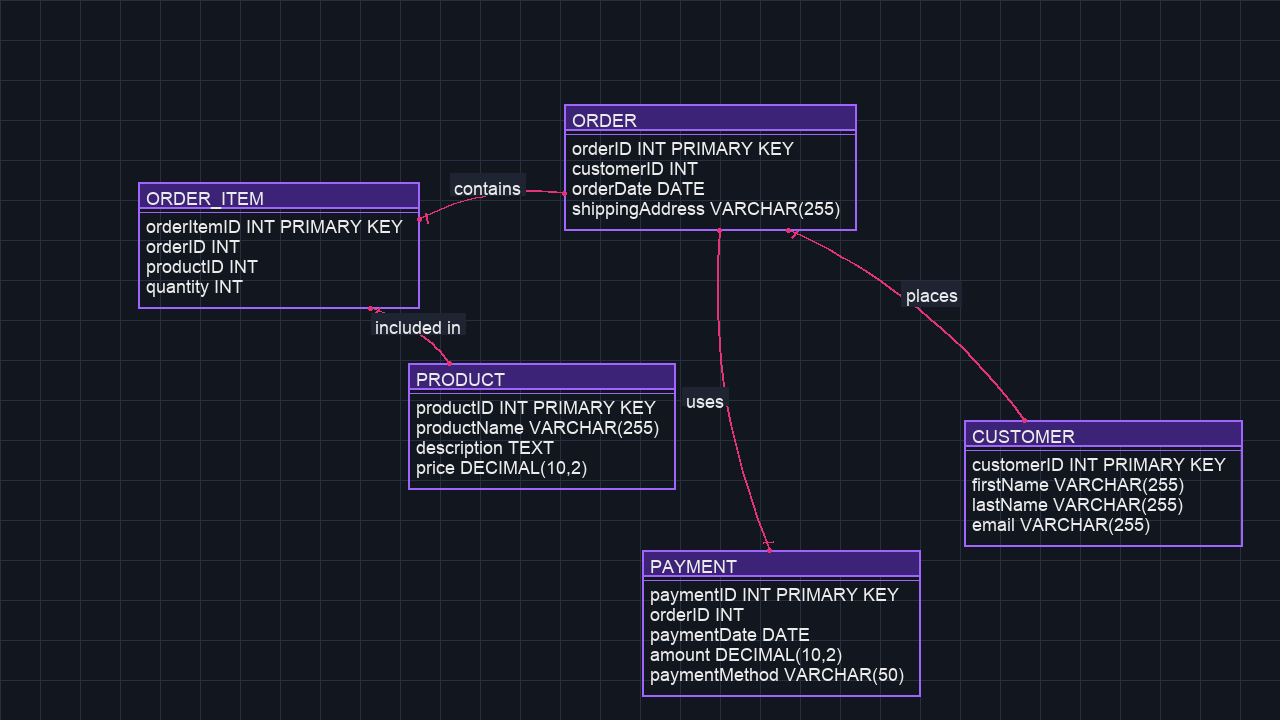 ORDER
orderID INT PRIMARY KEY
customerID INT
orderDate DATE
shippingAddress VARCHAR(255)
contains
ORDER_ITEM
orderItemID INT PRIMARY KEY
orderID INT
productID INT
quantity INT
places
included in
PRODUCT
productID INT PRIMARY KEY
productName VARCHAR(255)
description TEXT
price DECIMAL(10,2)
uses
CUSTOMER
customerID INT PRIMARY KEY
firstName VARCHAR(255)
lastName VARCHAR(255)
email VARCHAR(255)
PAYMENT
paymentID INT PRIMARY KEY
orderID INT
paymentDate DATE
amount DECIMAL(10,2)
paymentMethod VARCHAR(50)